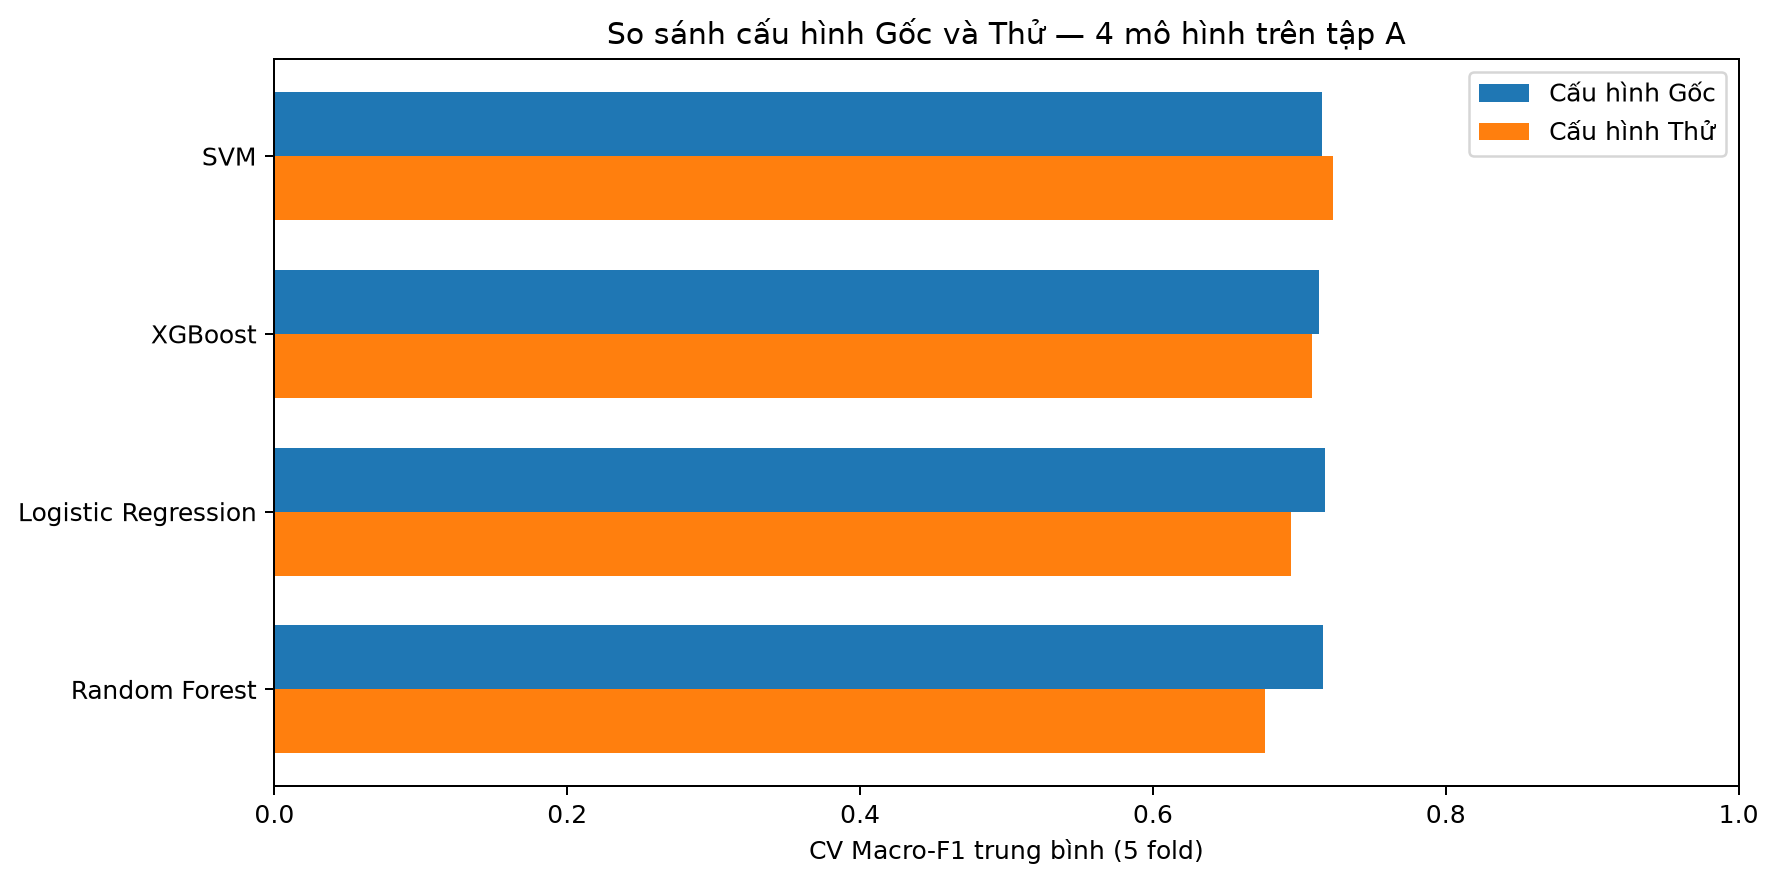 So sánh cấu hình Gốc và Thử — 4 mô hình trên tập A
Cấu hình Gốc
Cấu hình Thử
SVM
XGBoost
Logistic Regression
Random Forest
0.0 0.2 0.4 0.6 0.8 1.0
CV Macro-F1 trung bình (5 fold)